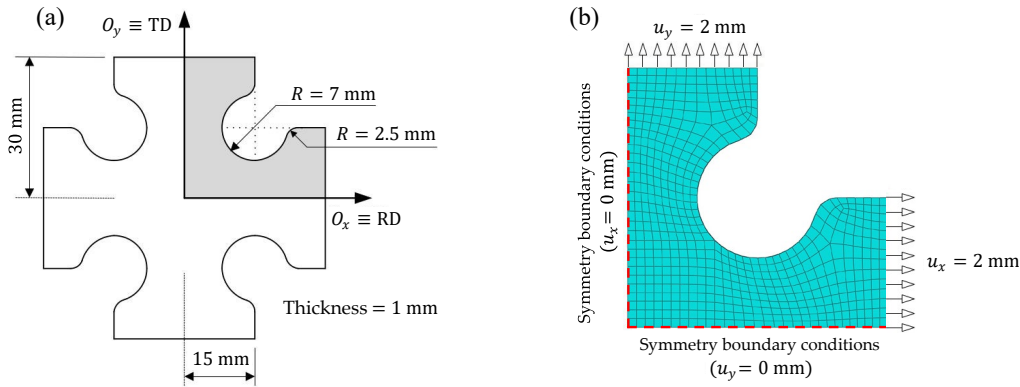 (a)
O_y ≡ TD
30 mm
R = 7 mm
R = 2.5 mm
O_x ≡ RD
Thickness = 1 mm
15 mm
(b)
u_y = 2 mm
Symmetry boundary conditions
(u_x = 0 mm)
u_x = 2 mm
Symmetry boundary conditions
(u_y = 0 mm)